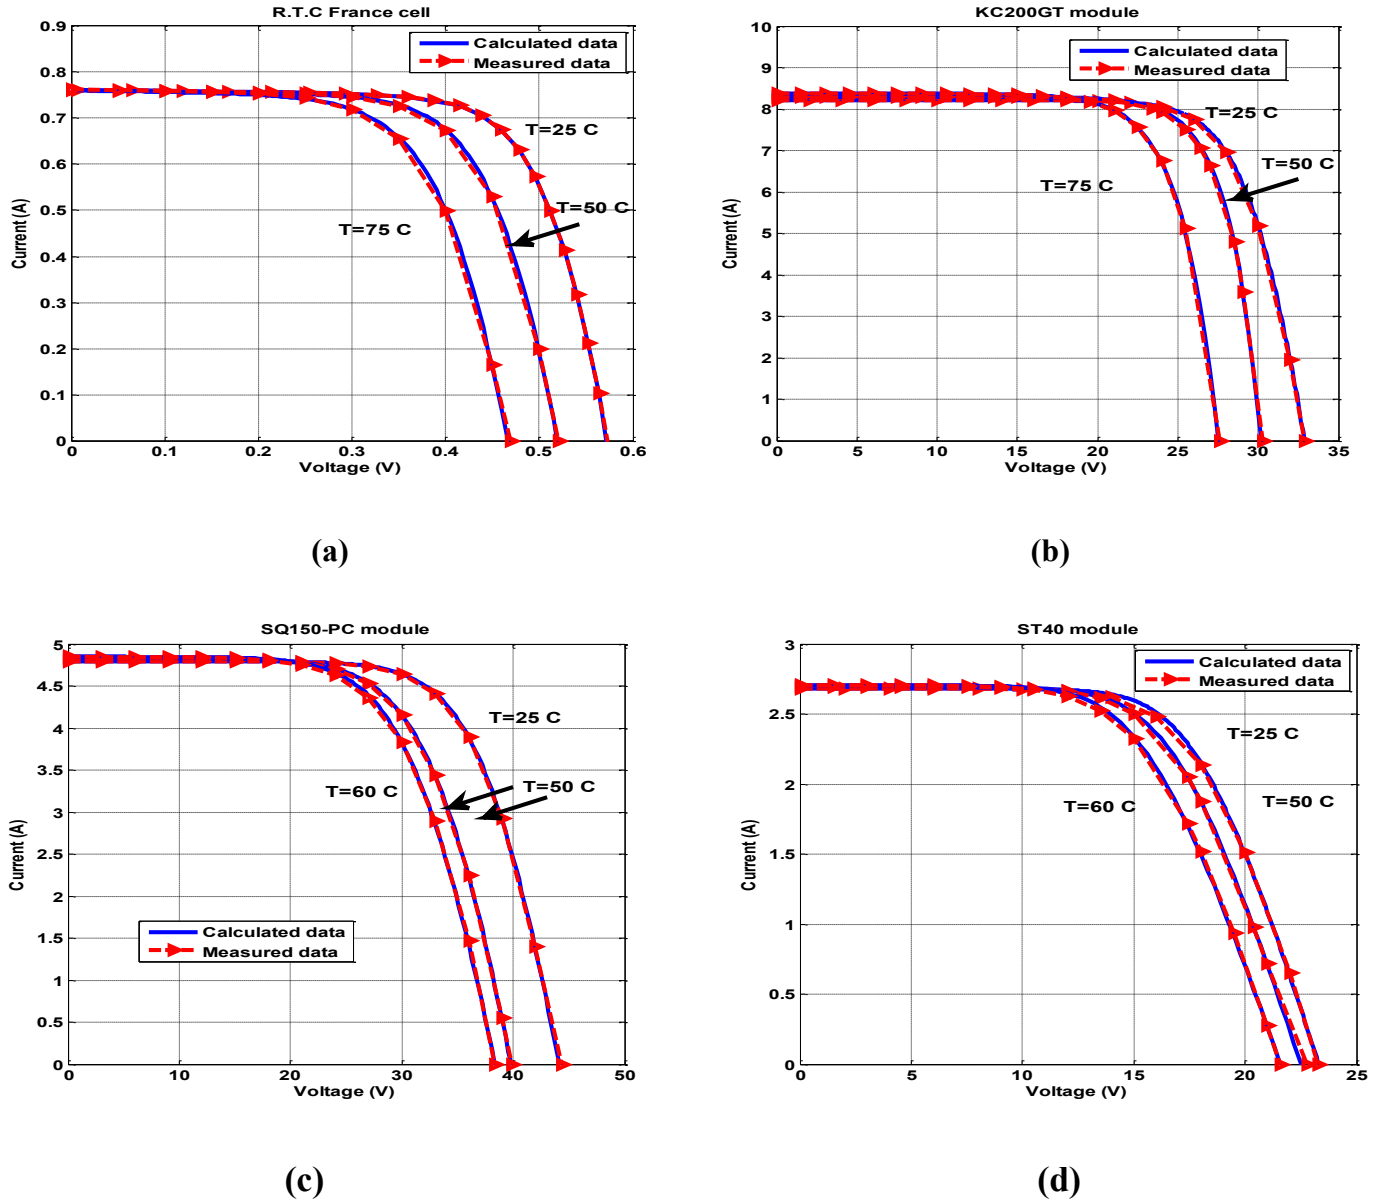 R.T.C France cell
0.9
0.8
0.7
0.6
0.5
0.4
0.3
0.2
0.1
0
Current (A)
Calculated data
Measured data
T=25 C
T=50 C
T=75 C
0 0.1 0.2 0.3 0.4 0.5 0.6
Voltage (V)
(a)
KC200GT module
10
9
8
7
6
5
4
3
2
1
0
Current (A)
Calculated data
Measured data
T=25 C
T=50 C
T=75 C
0 5 10 15 20 25 30 35
Voltage (V)
(b)
SQ150-PC module
5
4.5
4
3.5
3
2.5
2
1.5
1
0.5
0
Current (A)
T=25 C
T=50 C
T=60 C
Calculated data
Measured data
0 10 20 30 40 50
Voltage (V)
(c)
ST40 module
3
2.5
2
1.5
1
0.5
0
Current (A)
Calculated data
Measured data
T=25 C
T=50 C
T=60 C
0 5 10 15 20 25
Voltage (V)
(d)